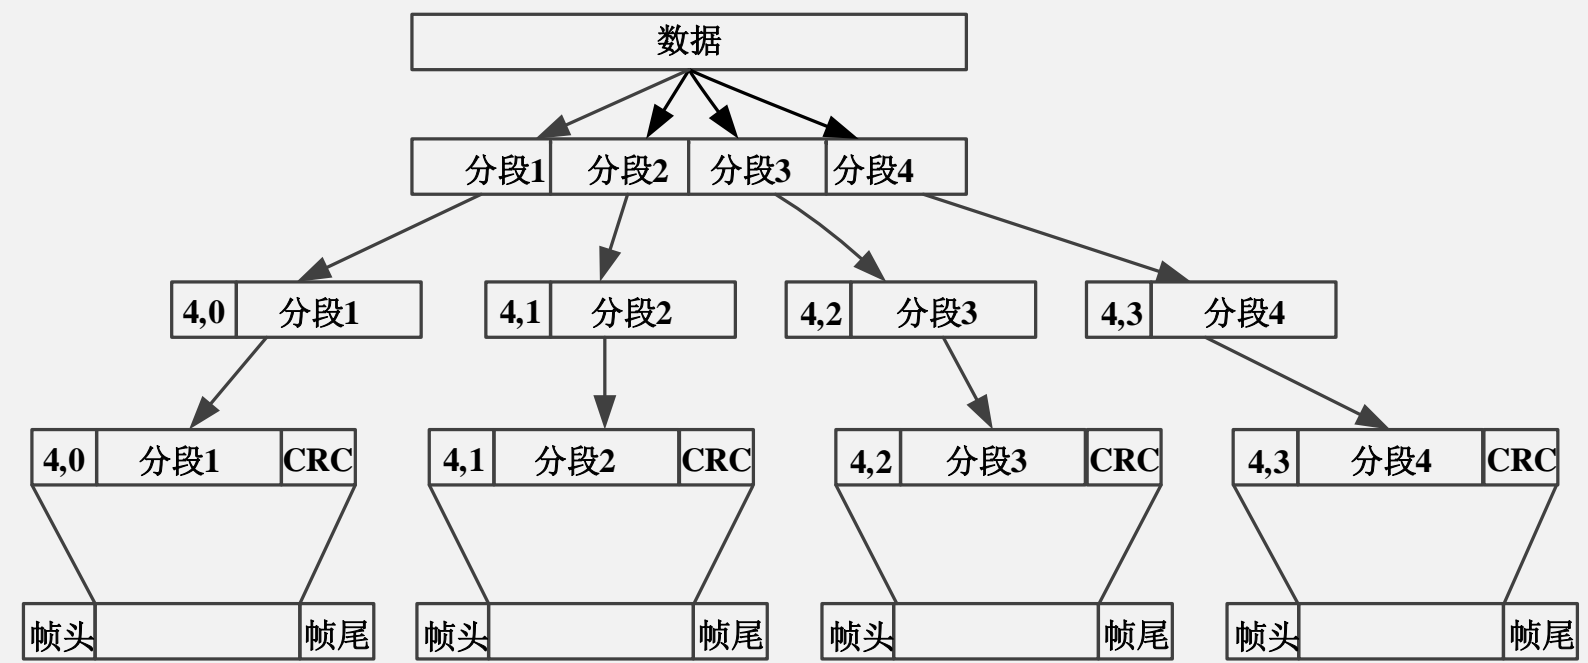 数据
分段1 分段2 分段3 分段4
4,0 分段1 4,1 分段2 4,2 分段3 4,3 分段4
4,0 分段1 CRC 4,1 分段2 CRC 4,2 分段3 CRC 4,3 分段4 CRC
帧头 帧尾 帧头 帧尾 帧头 帧尾 帧头 帧尾